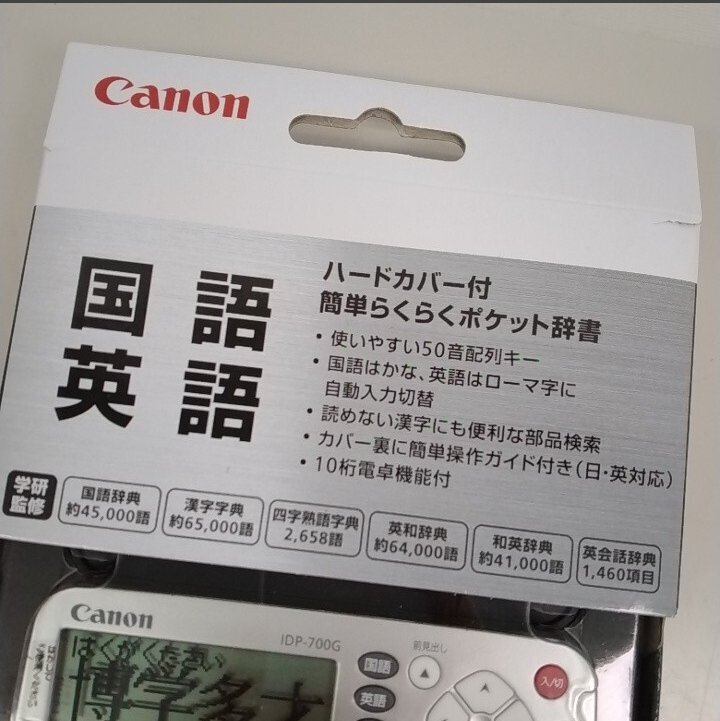 Canon
国語
英語
ハードカバー付
簡単らくらくポケット辞書
・使いやすい50音配列キー
・国語はかな、英語はローマ字に
自動入力切替
・読めない漢字にも便利な部品検索
・カバー裏に簡単操作ガイド付き(日・英対応)
・10桁電卓機能付
学研
監修
国語辞典
約45,000語
漢字字典
約65,000語
四字熟語字典
2,658語
英和辞典
約64,000語
和英辞典
約41,000語
英会話辞典
1,460項目
Canon
IDP-700G
はくがくたさい
博学多才
国語
英語
前見出し
入/切